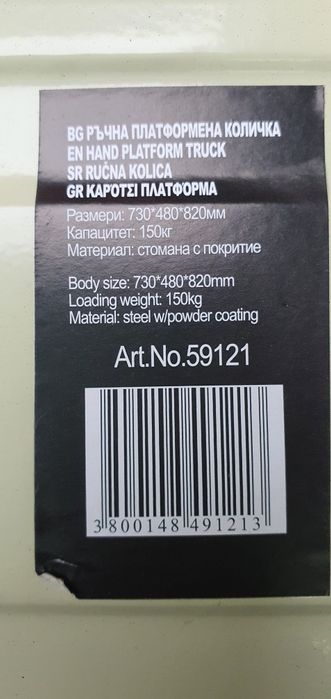 BG РЪЧНА ПЛАТФОРМЕНА КОЛИЧКА
EN HAND PLATFORM TRUCK
SR RUČNA KOLICA
GR ΚΑΡΟΤΣΙ ΠΛΑΤΦΟΡΜΑ
Размери: 730*480*820мм
Капацитет: 150кг
Материал: стомана с покритие
Body size: 730*480*820mm
Loading weight: 150kg
Material: steel w/powder coating
Art.No.59121
3 800148 491213